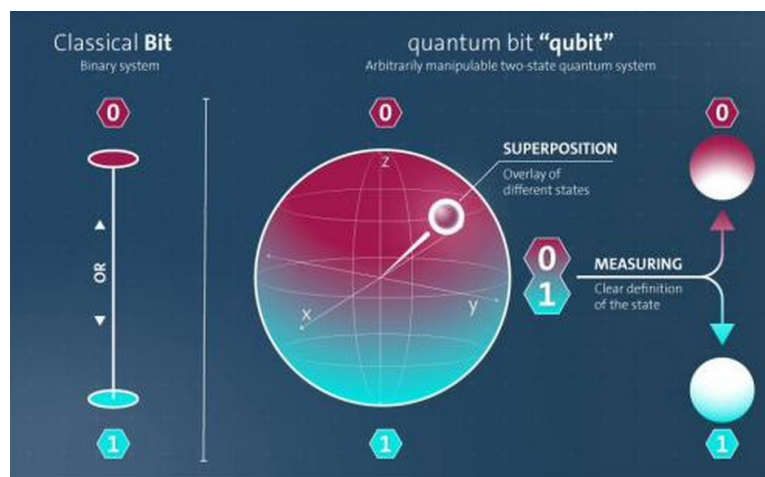 Classical Bit
Binary system
0
OR
1
quantum bit “qubit”
Arbitrarily manipulable two-state quantum system
0
z
x
y
1
SUPERPOSITION
Overlay of
different states
0
1
MEASURING
Clear definition
of the state
0
1